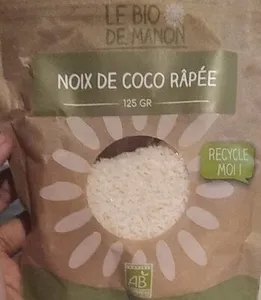 LE BIO
DE MANON
NOIX DE COCO RÂPÉE
125 GR
RECYCLE
MOI !
AB